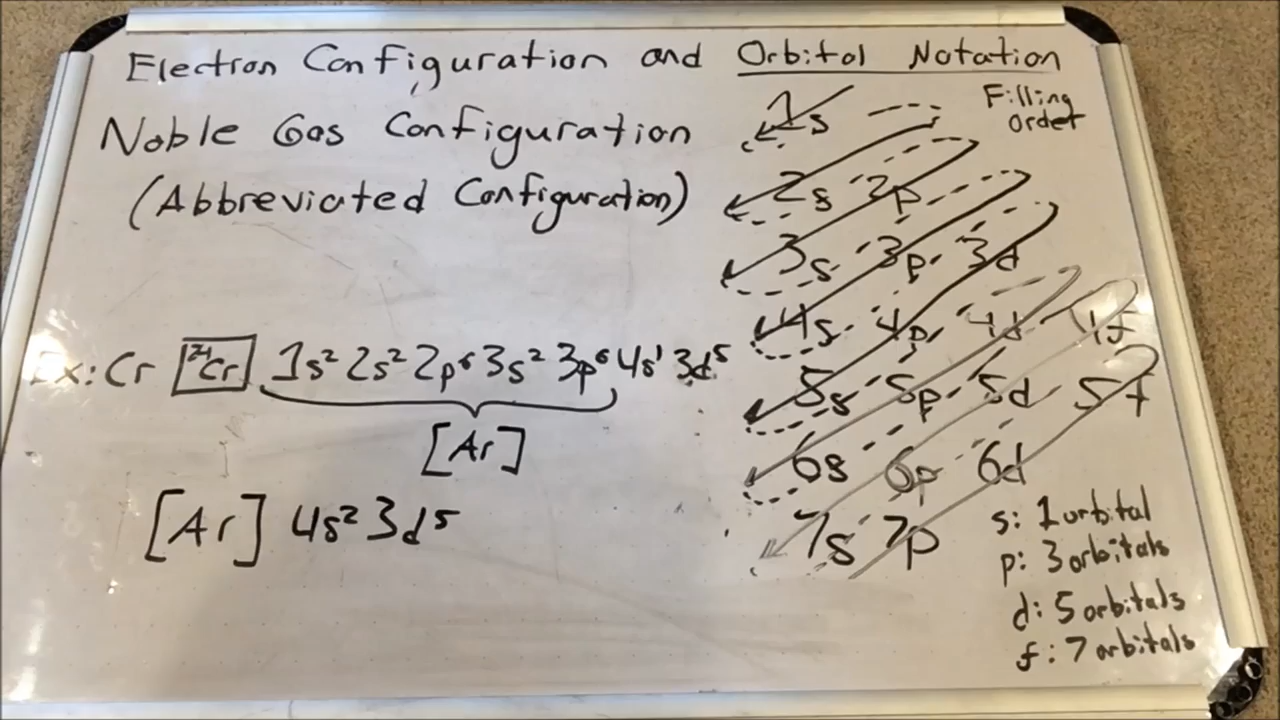 Electron Configuration and Orbital Notation
Noble Gas Configuration
(Abbreviated Configuration)
Filling
Order
1s
2s 2p
3s 3p 3d
4s 4p 4d 4f
5s 5p 5d 5f
6s 6p 6d
7s 7p
Ex: Cr ²⁴Cr 1s² 2s² 2p⁶ 3s² 3p⁶ 4s¹ 3d⁵
[Ar]
[Ar] 4s² 3d⁵
s: 1 orbital
p: 3 orbitals
d: 5 orbitals
f: 7 orbitals